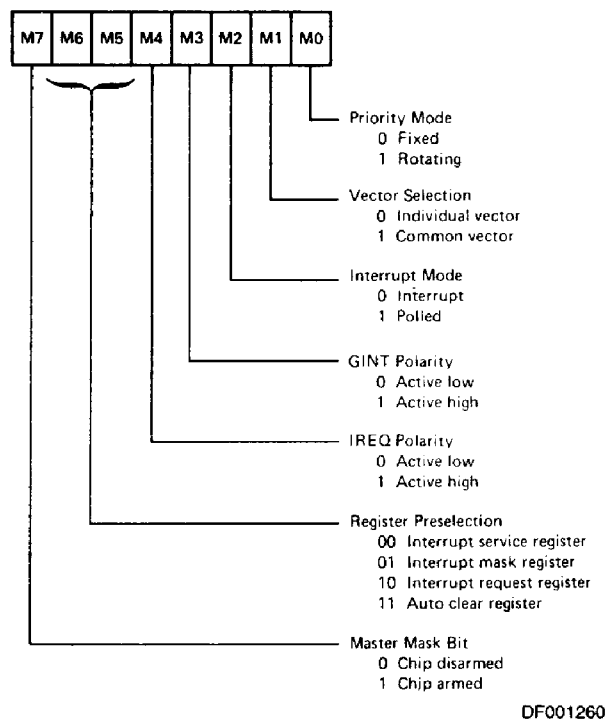 M7 M6 M5 M4 M3 M2 M1 M0
Priority Mode
0 Fixed
1 Rotating
Vector Selection
0 Individual vector
1 Common vector
Interrupt Mode
0 Interrupt
1 Polled
GINT Polarity
0 Active low
1 Active high
IREQ Polarity
0 Active low
1 Active high
Register Preselection
00 Interrupt service register
01 Interrupt mask register
10 Interrupt request register
11 Auto clear register
Master Mask Bit
0 Chip disarmed
1 Chip armed
DF001260